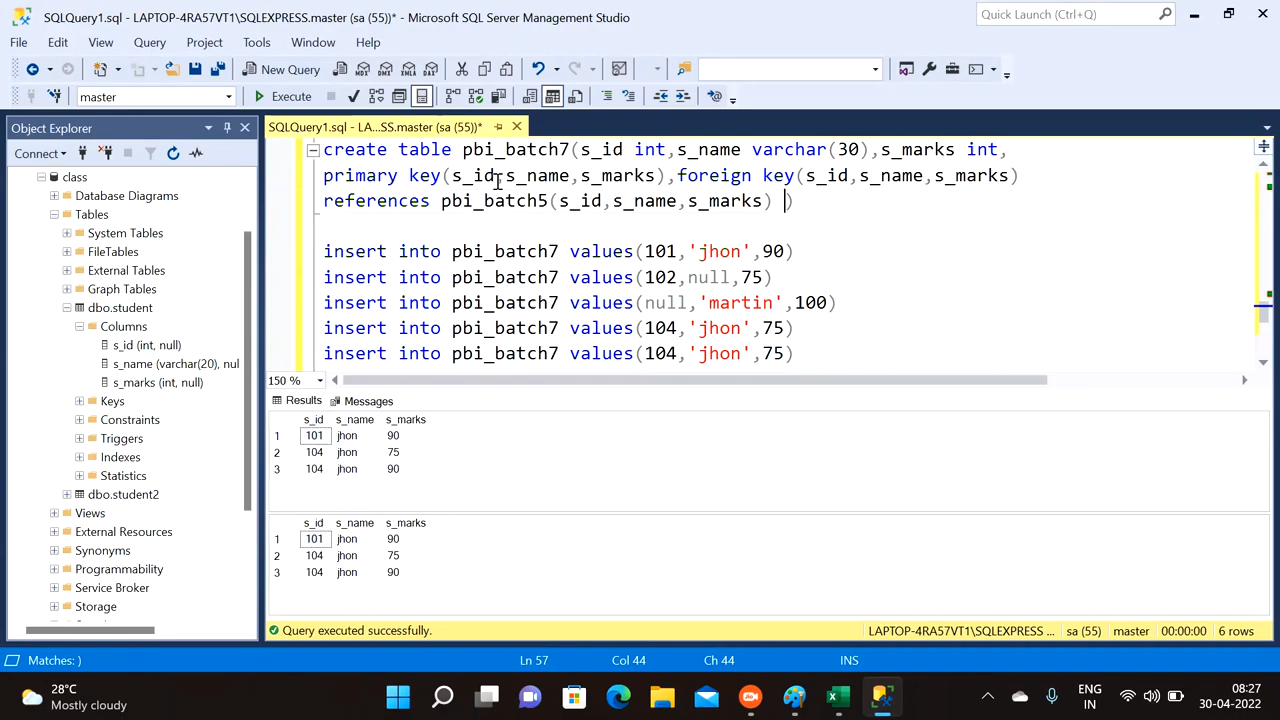 SQLQuery1.sql - LAPTOP-4RA57VT1\SQLEXPRESS.master (sa (55))* - Microsoft SQL Server Management Studio
Quick Launch (Ctrl+Q)
File Edit View Query Project Tools Window Help
New Query
MDX DMX XMLA DAX
master
Execute
Object Explorer
SQLQuery1.sql - LA...SS.master (sa (55))*
Connect
class
Database Diagrams
Tables
System Tables
FileTables
External Tables
Graph Tables
dbo.student
Columns
s_id (int, null)
s_name (varchar(20), nul
s_marks (int, null)
Keys
Constraints
Triggers
Indexes
Statistics
dbo.student2
Views
External Resources
Synonyms
Programmability
Service Broker
Storage
create table pbi_batch7(s_id int,s_name varchar(30),s_marks int,
primary key(s_id,s_name,s_marks),foreign key(s_id,s_name,s_marks)
references pbi_batch5(s_id,s_name,s_marks) )
insert into pbi_batch7 values(101,'jhon',90)
insert into pbi_batch7 values(102,null,75)
insert into pbi_batch7 values(null,'martin',100)
insert into pbi_batch7 values(104,'jhon',75)
insert into pbi_batch7 values(104,'jhon',75)
150 %
Results Messages
s_id s_name s_marks
1 101 jhon 90
2 104 jhon 75
3 104 jhon 90
s_id s_name s_marks
1 101 jhon 90
2 104 jhon 75
3 104 jhon 90
Query executed successfully.
LAPTOP-4RA57VT1\SQLEXPRESS ... sa (55) master 00:00:00 6 rows
Matches: )
Ln 57 Col 44 Ch 44 INS
28°C
Mostly cloudy
ENG
IN
08:27
30-04-2022